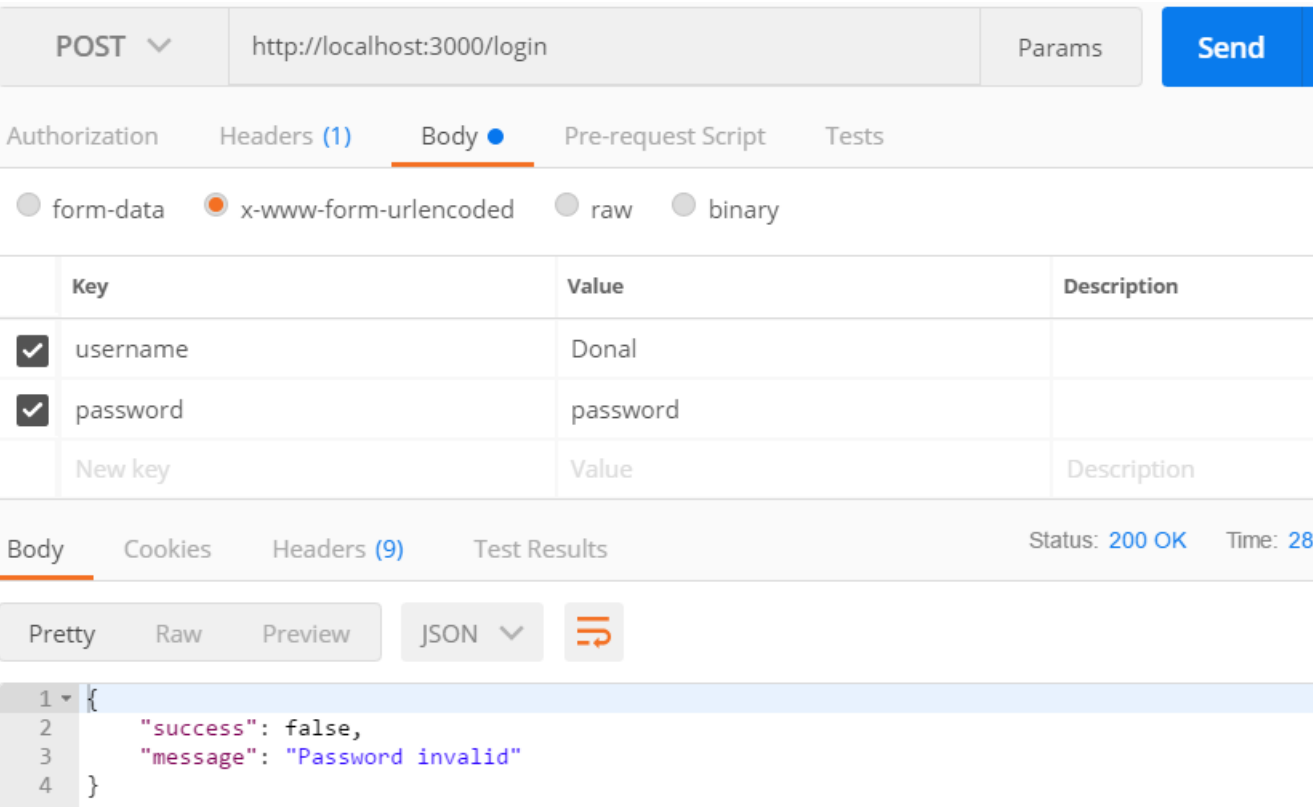 POST http://localhost:3000/login Params Send
Authorization Headers (1) Body Pre-request Script Tests
form-data x-www-form-urlencoded raw binary
Key Value Description
username Donal
password password
New key Value Description
Body Cookies Headers (9) Test Results Status: 200 OK Time: 28
Pretty Raw Preview JSON
1 {
2 "success": false,
3 "message": "Password invalid"
4 }